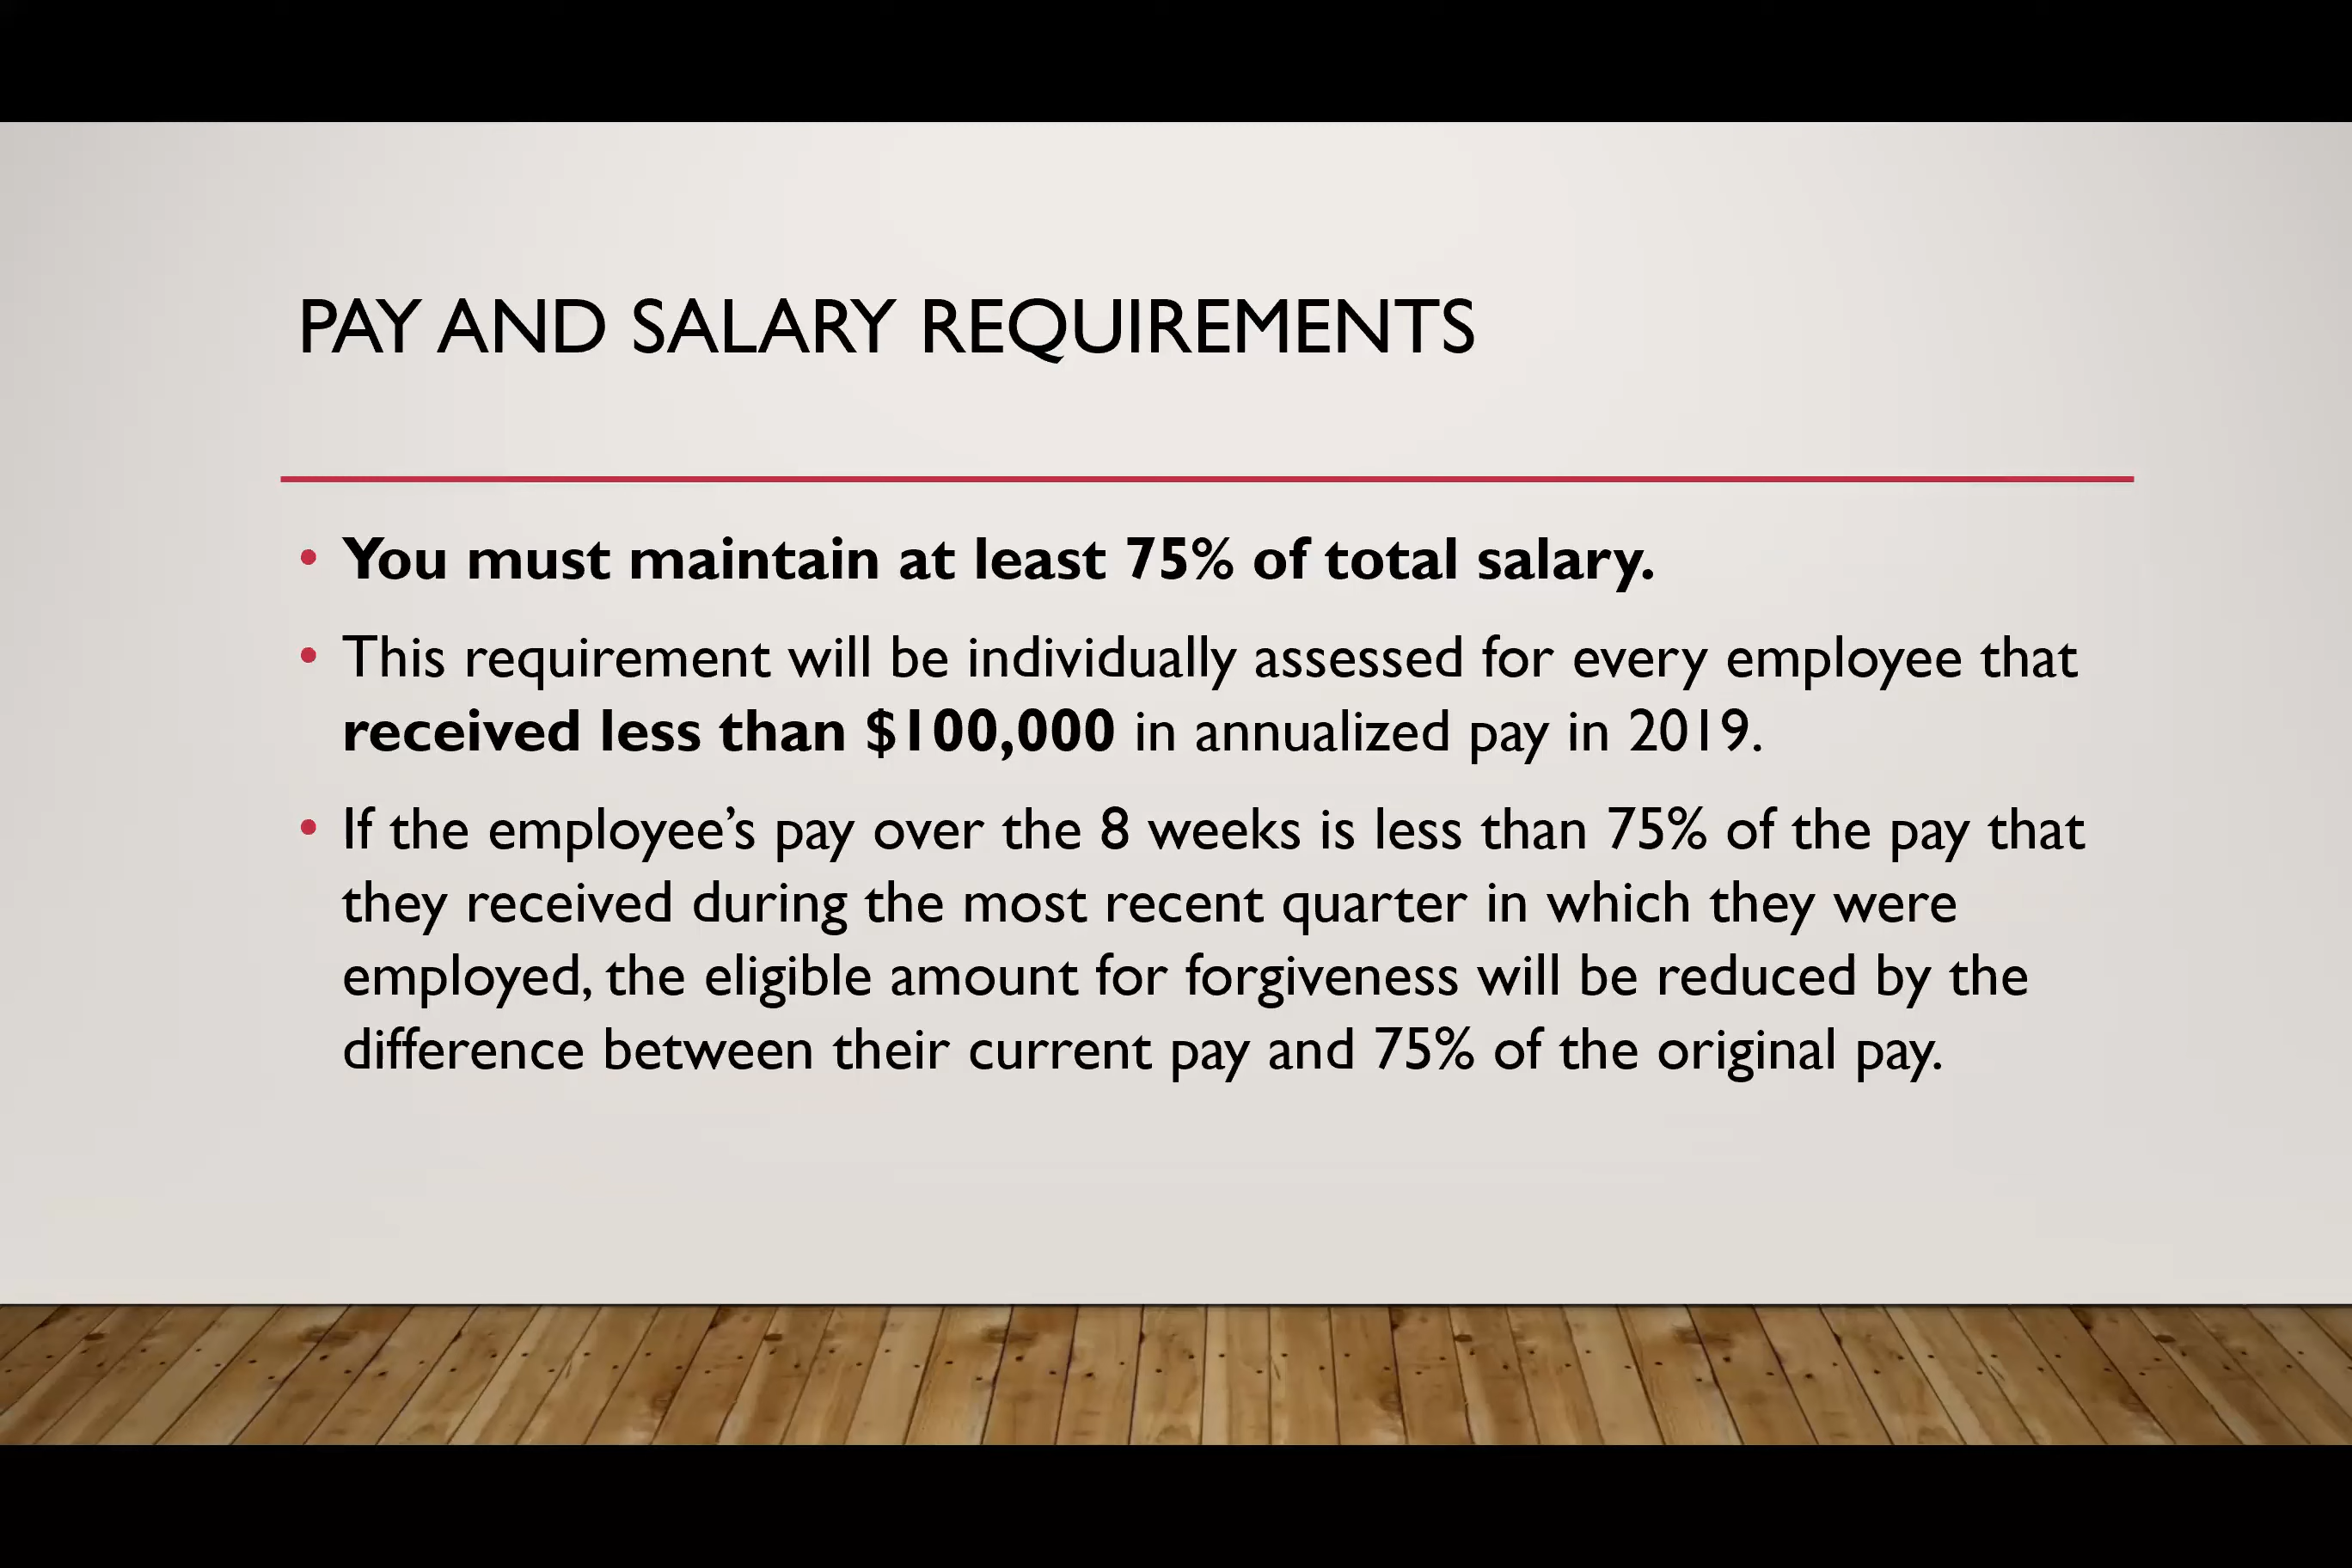 PAY AND SALARY REQUIREMENTS
• You must maintain at least 75% of total salary.
• This requirement will be individually assessed for every employee that
received less than $100,000 in annualized pay in 2019.
• If the employee’s pay over the 8 weeks is less than 75% of the pay that
they received during the most recent quarter in which they were
employed, the eligible amount for forgiveness will be reduced by the
difference between their current pay and 75% of the original pay.